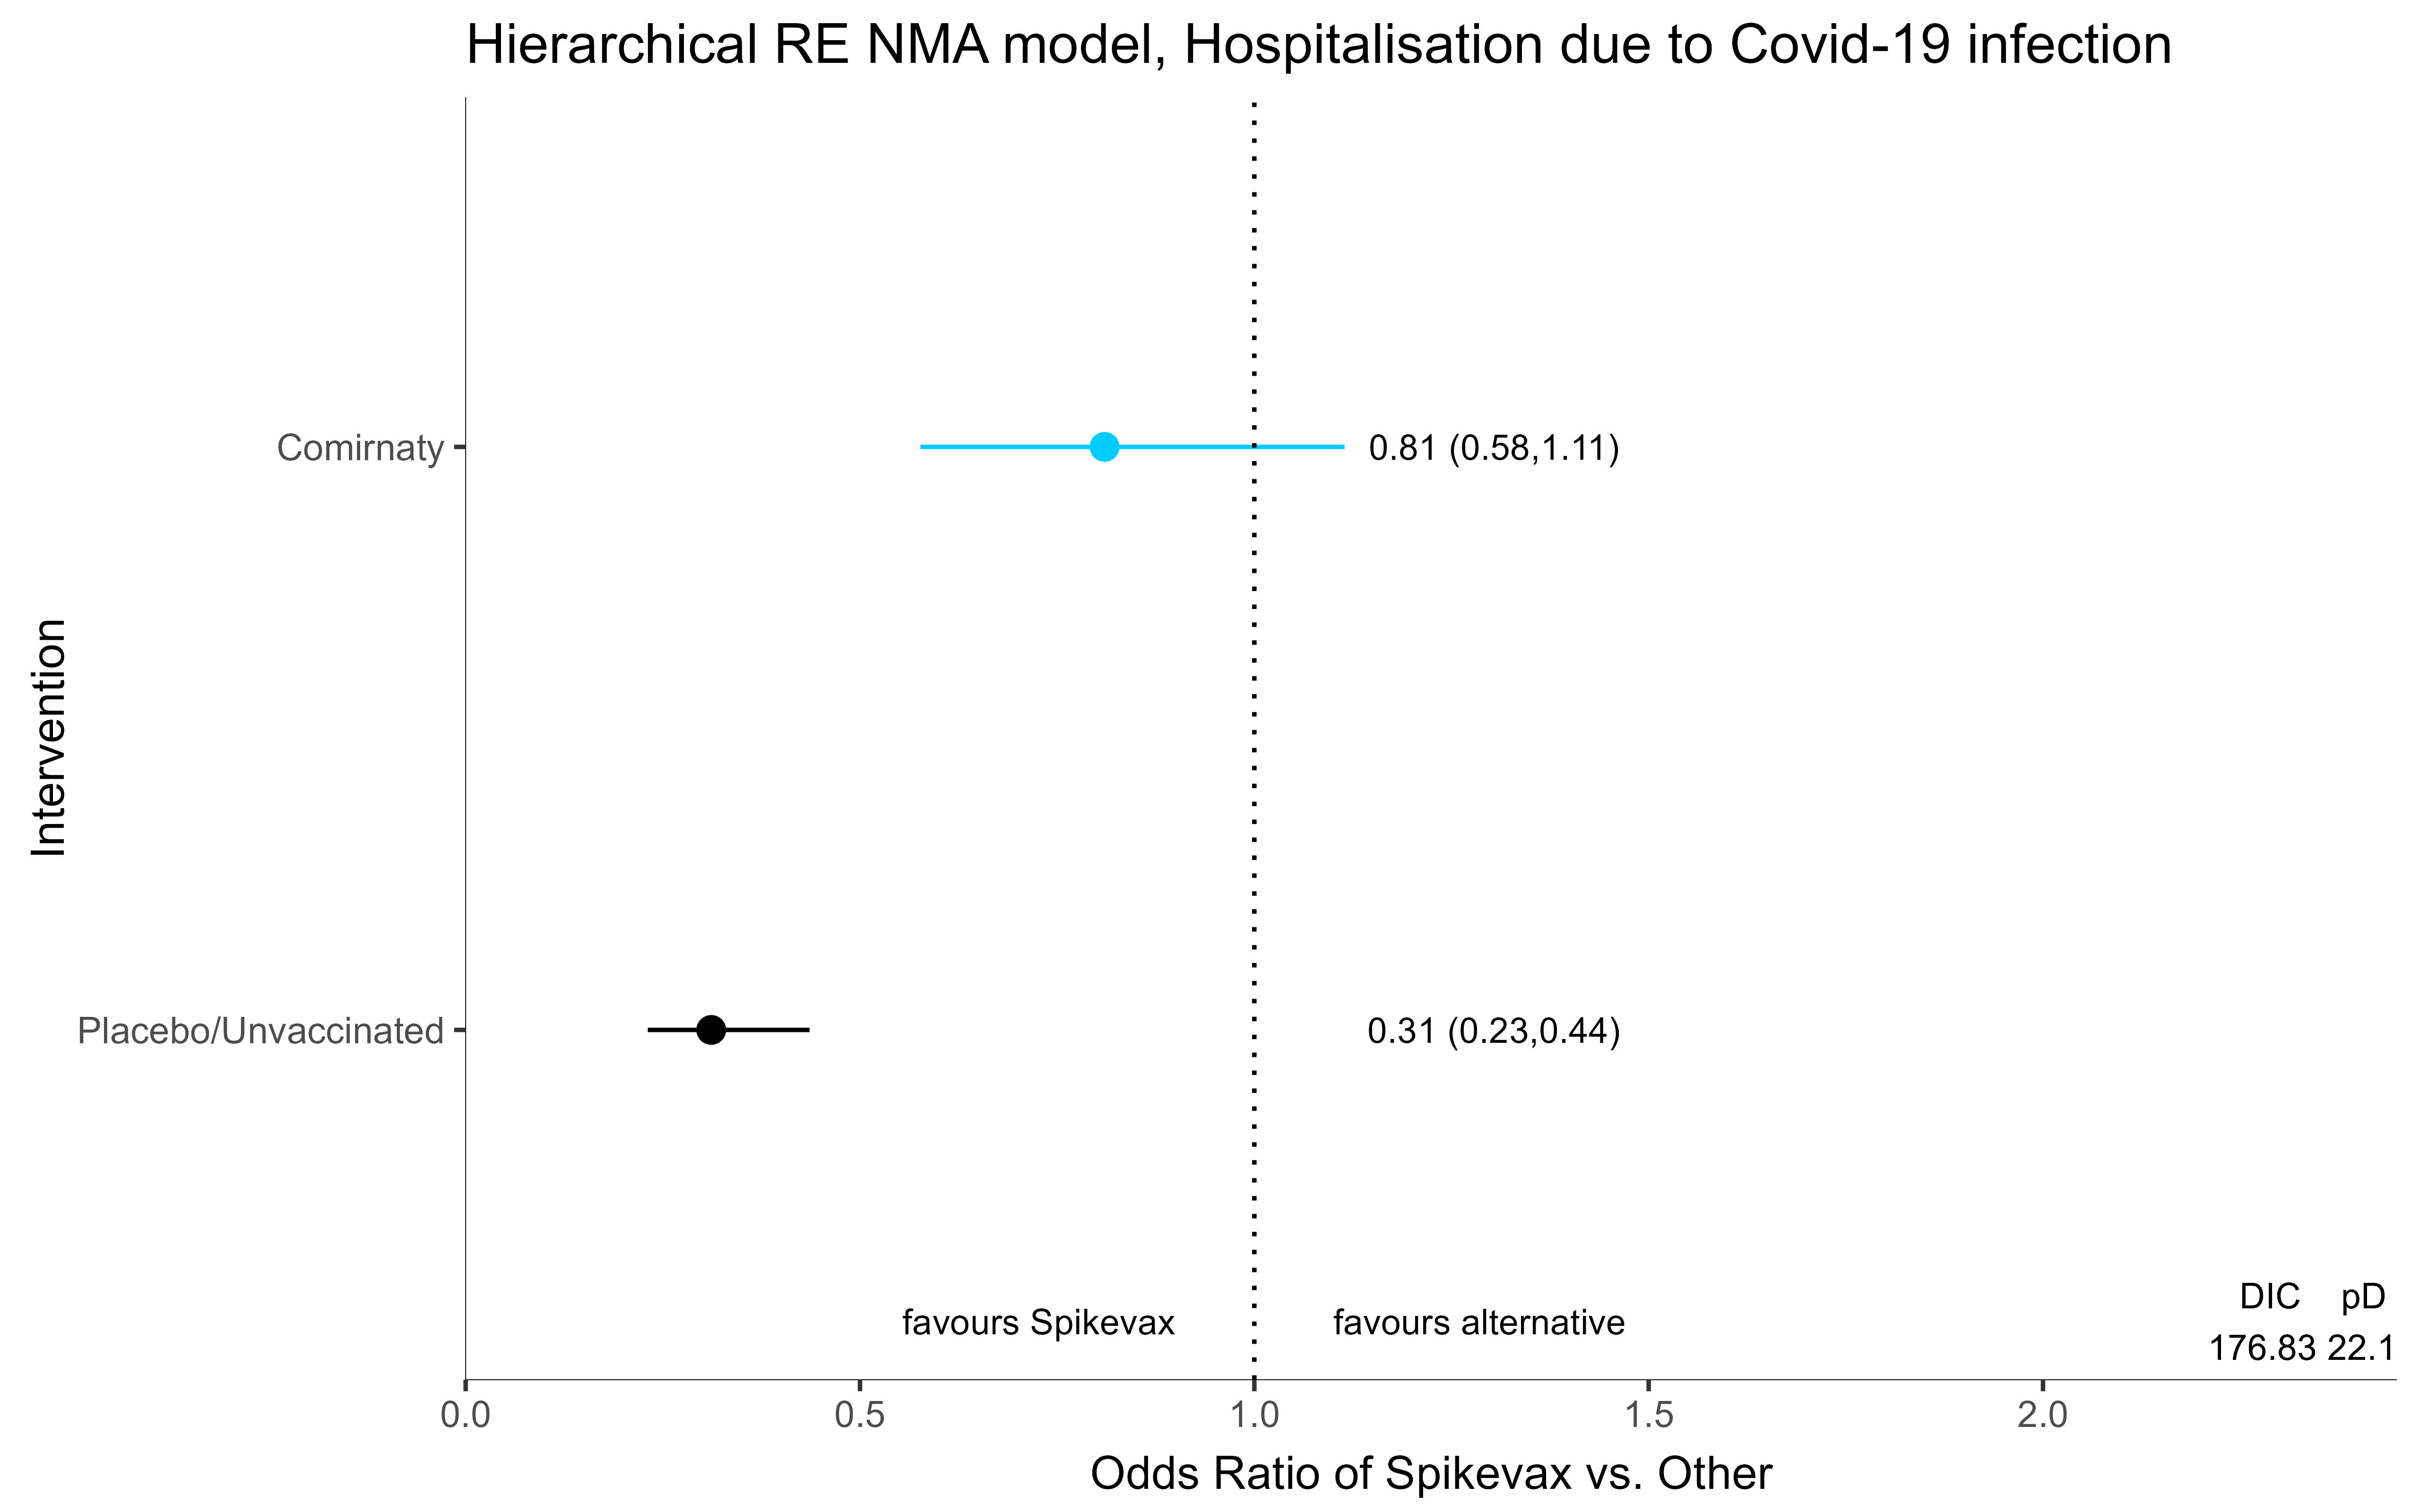 Hierarchical RE NMA model, Hospitalisation due to Covid-19 infection
Intervention
Comirnaty
0.81 (0.58,1.11)
Placebo/Unvaccinated
0.31 (0.23,0.44)
favours Spikevax
favours alternative
DIC pD
176.83 22.1
0.0 0.5 1.0 1.5 2.0
Odds Ratio of Spikevax vs. Other